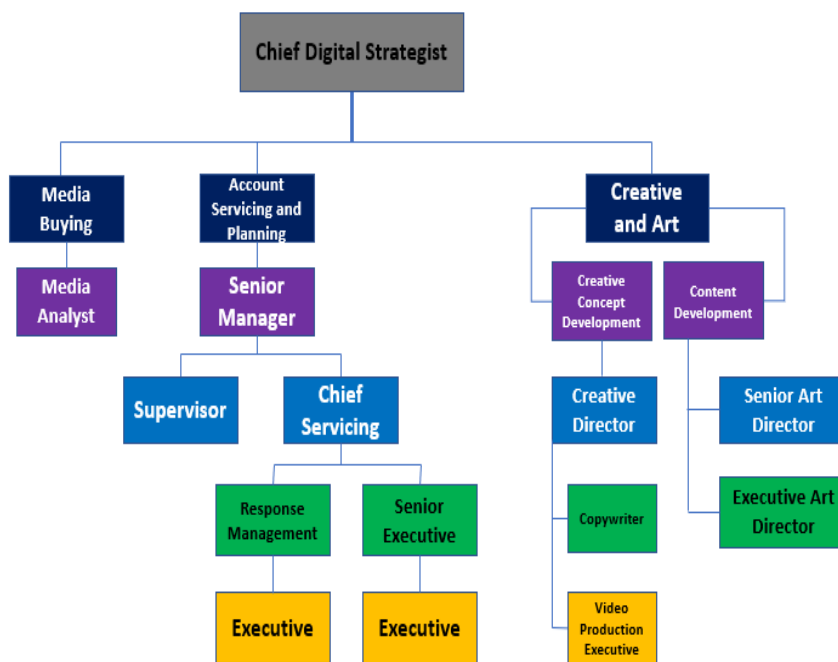 Chief Digital Strategist
Media
Buying
Account
Servicing and
Planning
Creative
and Art
Media
Analyst
Senior
Manager
Creative
Concept
Development
Content
Development
Supervisor
Chief
Servicing
Creative
Director
Senior Art
Director
Response
Management
Senior
Executive
Copywriter
Executive Art
Director
Executive
Executive
Video
Production
Executive